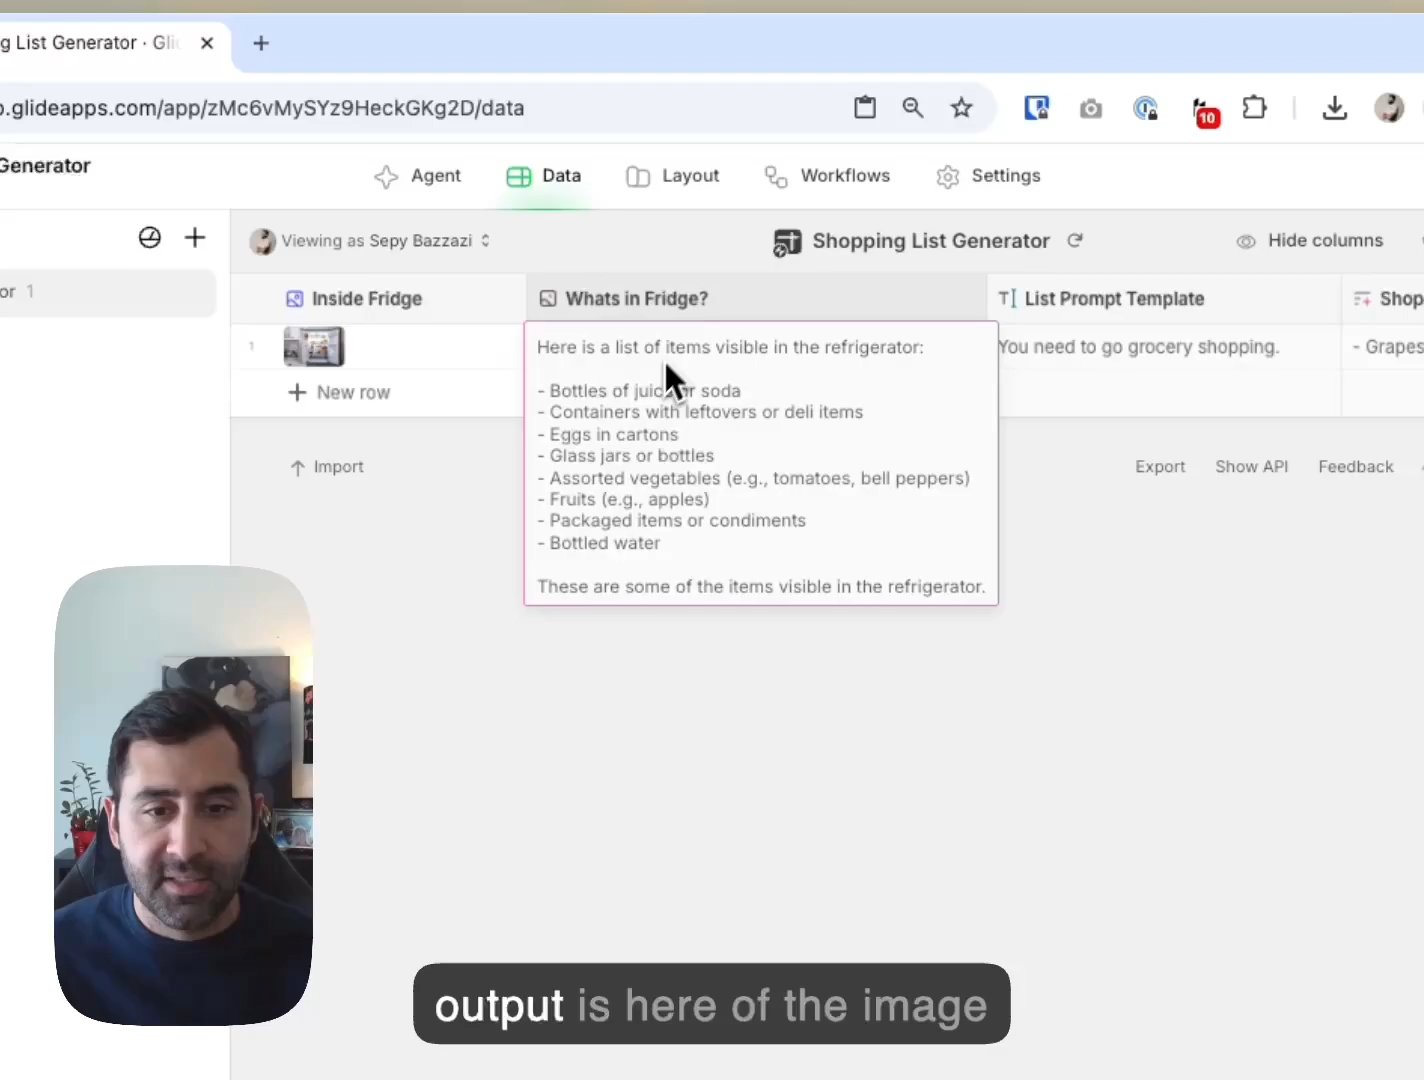 g List Generator · Gli
o.glideapps.com/app/zMc6vMySYz9HeckGKg2D/data
10
Generator
Agent
Data
Layout
Workflows
Settings
or 1
Viewing as Sepy Bazzazi
Shopping List Generator
Hide columns
Inside Fridge
Whats in Fridge?
List Prompt Template
Shop
1
Here is a list of items visible in the refrigerator:
You need to go grocery shopping.
- Grapes
- Bottles of juice or soda
New row
- Containers with leftovers or deli items
- Eggs in cartons
- Glass jars or bottles
Import
- Assorted vegetables (e.g., tomatoes, bell peppers)
Export
Show API
Feedback
- Fruits (e.g., apples)
- Packaged items or condiments
- Bottled water
These are some of the items visible in the refrigerator.
output is here of the image